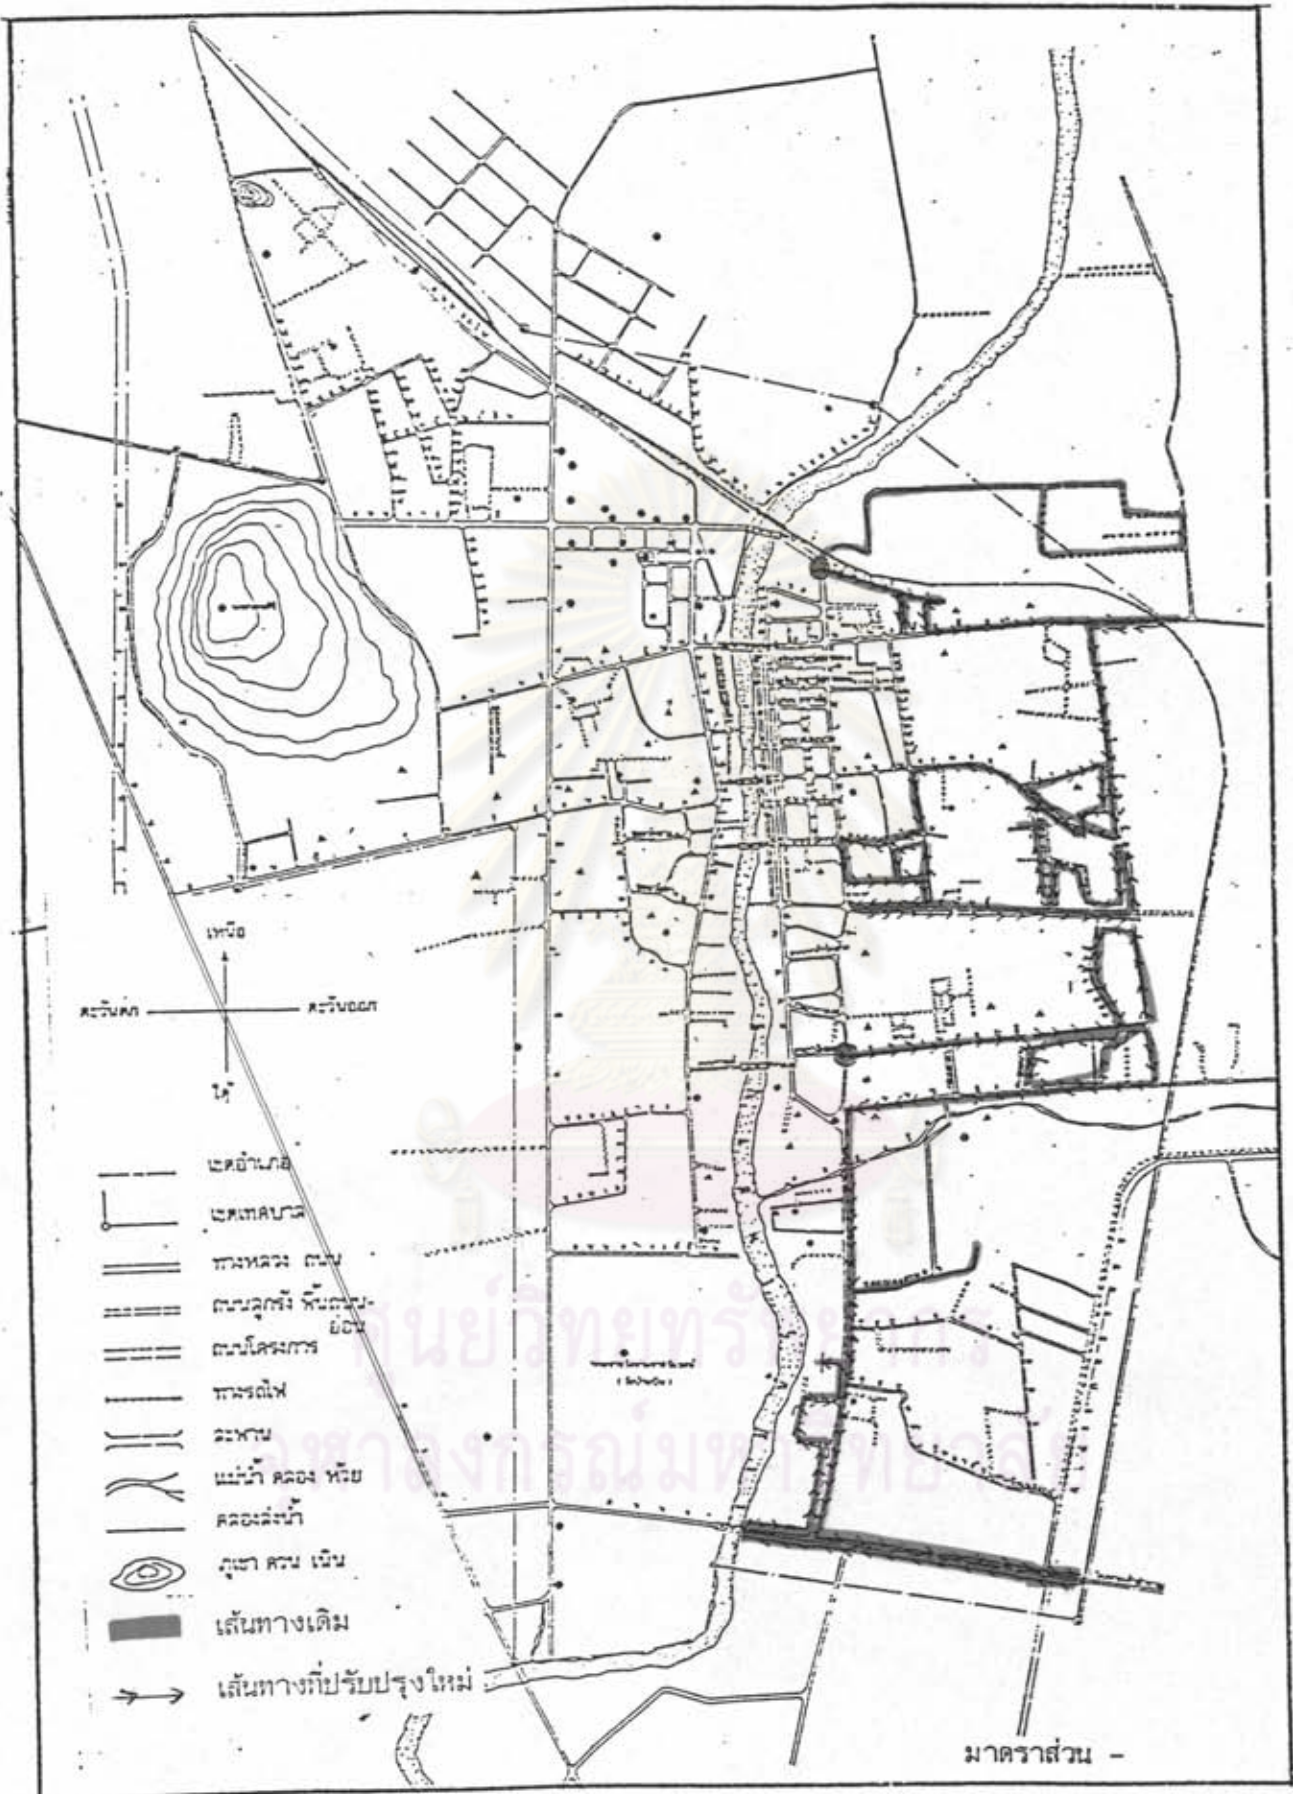 เหนือ
ตะวันตก
ตะวันออก
ใต้
เขตอำเภอ
เขตเทศบาล
ทางหลวง ถนน
ถนนลูกรัง
ถนนโครงการ
ทางรถไฟ
สะพาน
แม่น้ำ คลอง ห้วย
คลองส่งน้ำ
ภูเขา ควน เนิน
เส้นทางเดิม
เส้นทางที่ปรับปรุงใหม่
มาตราส่วน -
ศูนย์วิทยทรัพยากร
จุฬาลงกรณ์มหาวิทยาลัย